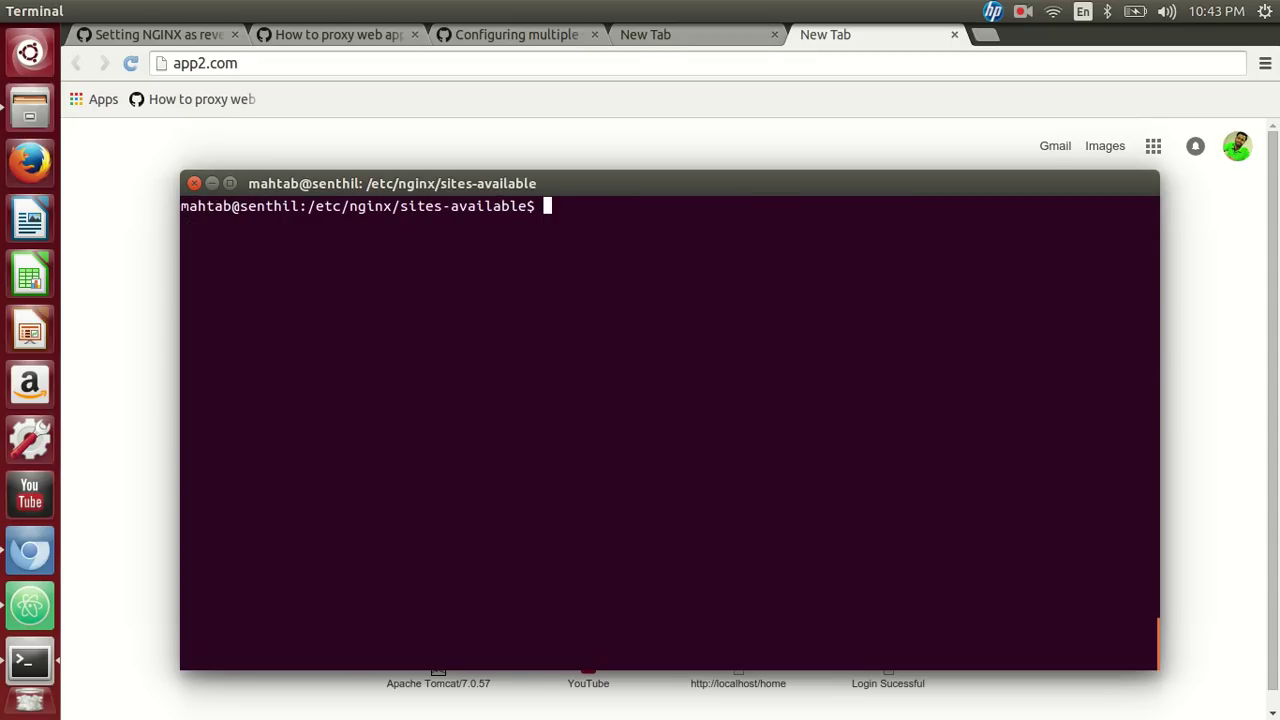 Terminal
En
10:43 PM
Setting NGINX as reve
How to proxy web app
Configuring multiple
New Tab
New Tab
app2.com
Apps
How to proxy web
Gmail
Images
mahtab@senthil: /etc/nginx/sites-available
mahtab@senthil:/etc/nginx/sites-available$
You
Tube
Apache Tomcat/7.0.57
YouTube
http://localhost/home
Login Sucessful